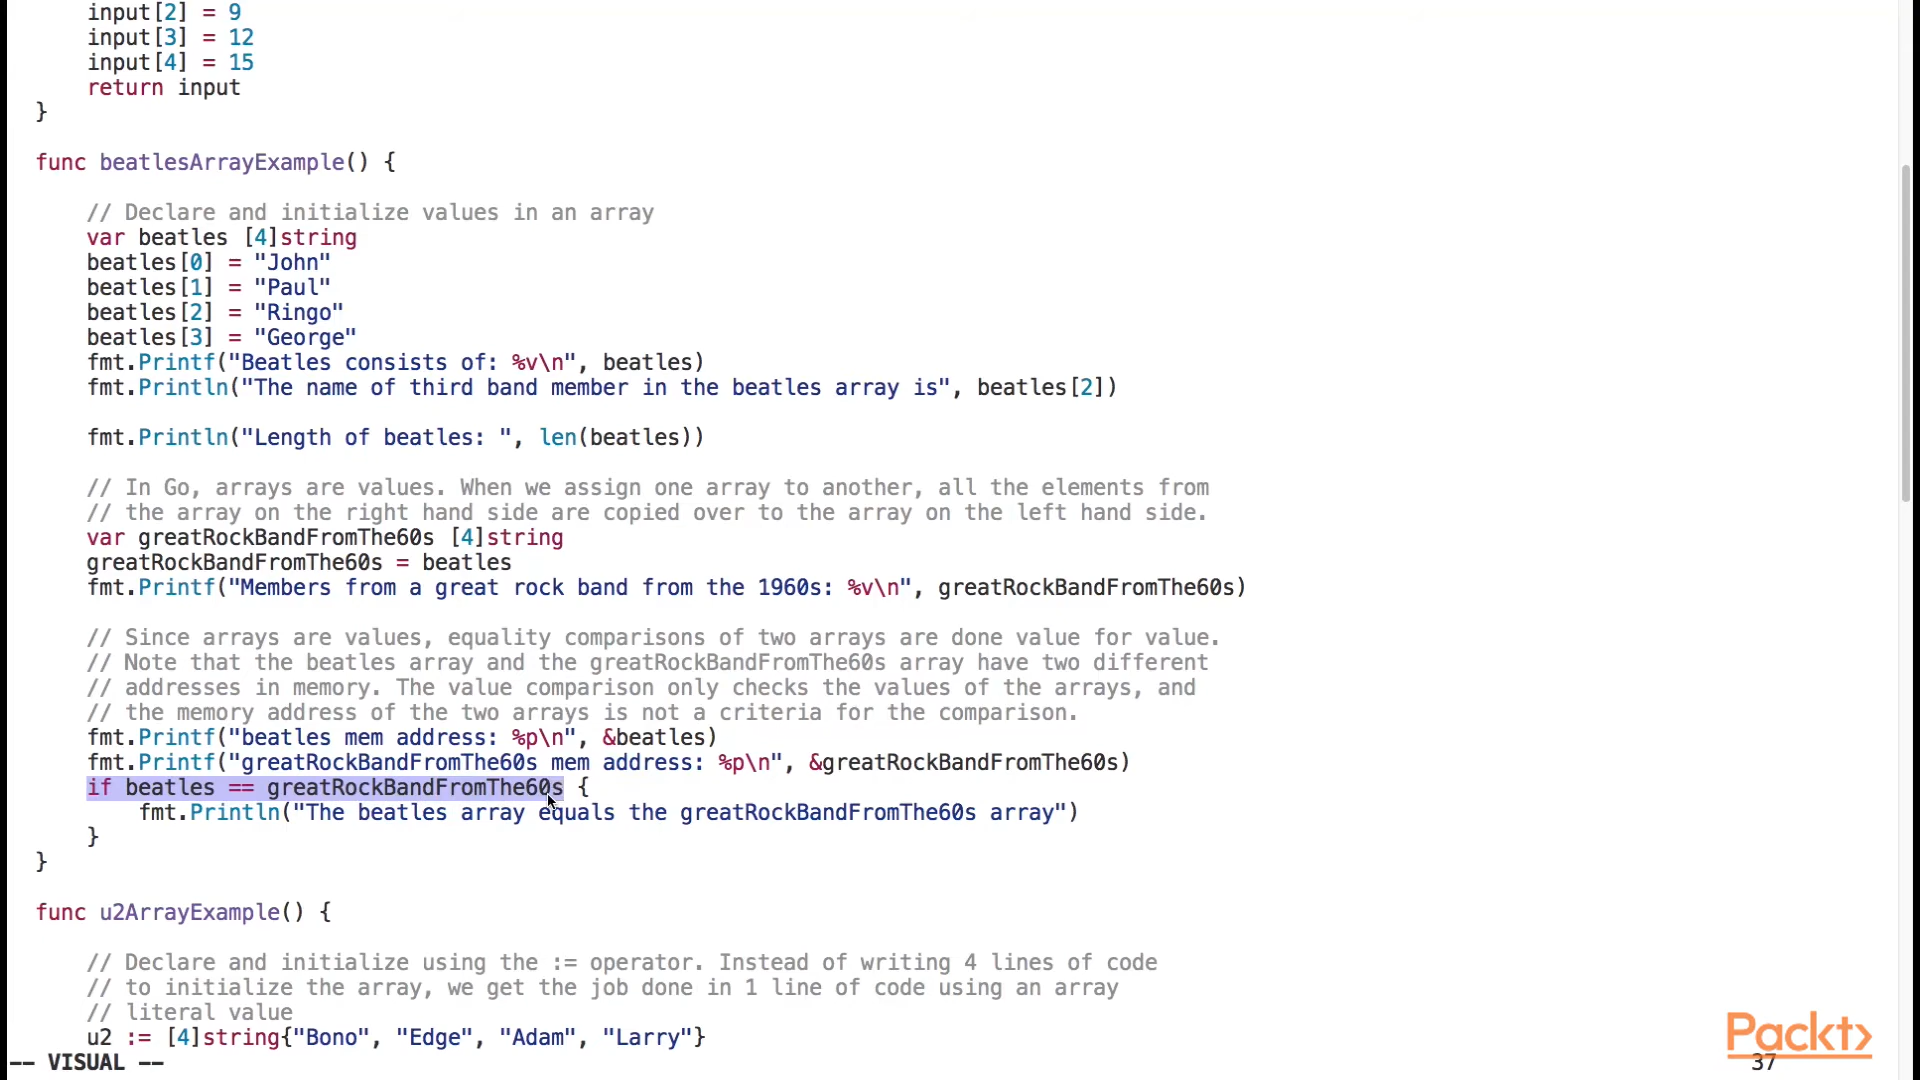 input[2] = 9
input[3] = 12
input[4] = 15
return input
}
func beatlesArrayExample() {
// Declare and initialize values in an array
var beatles [4]string
beatles[0] = "John"
beatles[1] = "Paul"
beatles[2] = "Ringo"
beatles[3] = "George"
fmt.Printf("Beatles consists of: %v\n", beatles)
fmt.Println("The name of third band member in the beatles array is", beatles[2])
fmt.Println("Length of beatles: ", len(beatles))
// In Go, arrays are values. When we assign one array to another, all the elements from
// the array on the right hand side are copied over to the array on the left hand side.
var greatRockBandFromThe60s [4]string
greatRockBandFromThe60s = beatles
fmt.Printf("Members from a great rock band from the 1960s: %v\n", greatRockBandFromThe60s)
// Since arrays are values, equality comparisons of two arrays are done value for value.
// Note that the beatles array and the greatRockBandFromThe60s array have two different
// addresses in memory. The value comparison only checks the values of the arrays, and
// the memory address of the two arrays is not a criteria for the comparison.
fmt.Printf("beatles mem address: %p\n", &beatles)
fmt.Printf("greatRockBandFromThe60s mem address: %p\n", &greatRockBandFromThe60s)
if beatles == greatRockBandFromThe60s {
fmt.Println("The beatles array equals the greatRockBandFromThe60s array")
}
}
func u2ArrayExample() {
// Declare and initialize using the := operator. Instead of writing 4 lines of code
// to initialize the array, we get the job done in 1 line of code using an array
// literal value
u2 := [4]string{"Bono", "Edge", "Adam", "Larry"}
-- VISUAL --
Packt>
37